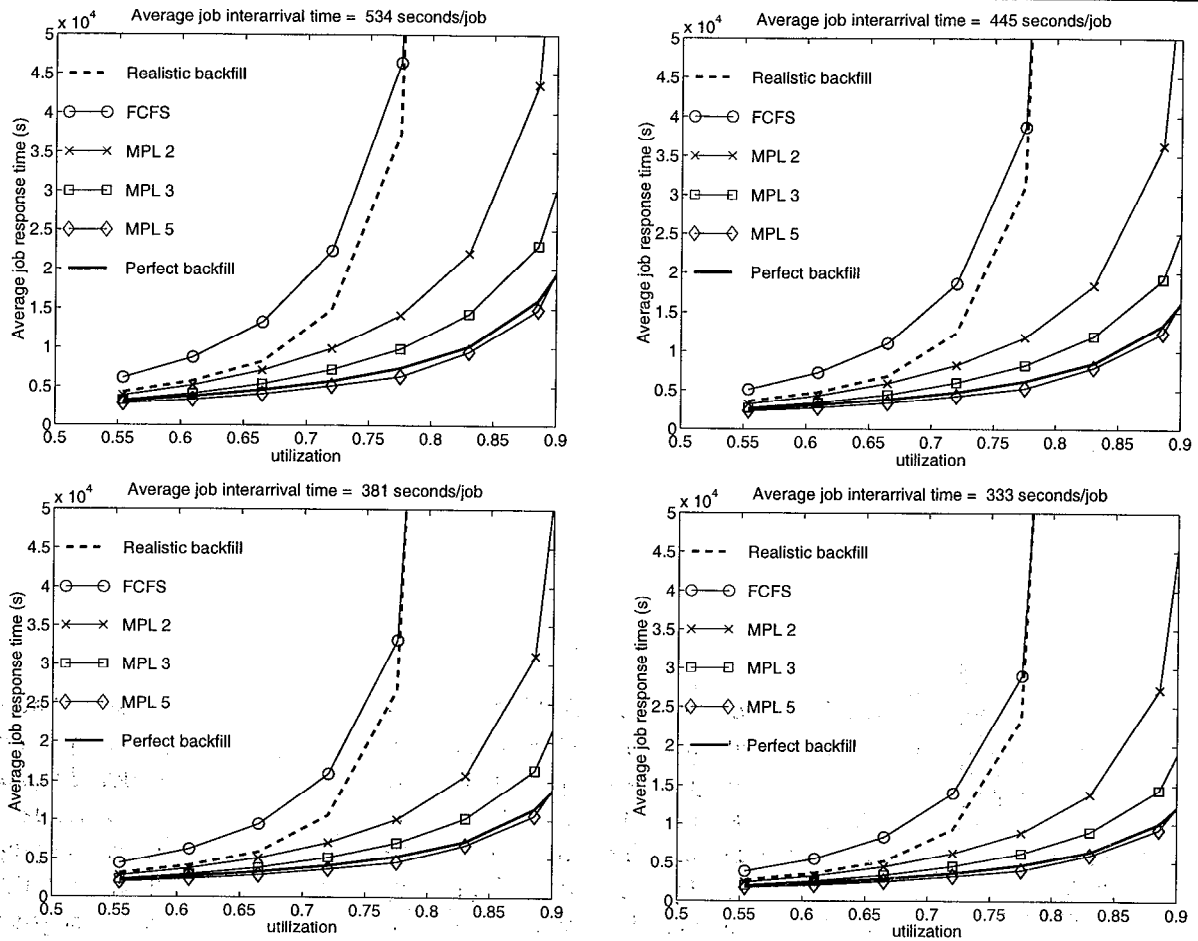 Average job interarrival time = 534 seconds/job
x 10^4
5
4.5
4
3.5
3
2.5
2
1.5
1
0.5
0
Average job response time (s)
Realistic backfill
FCFS
MPL 2
MPL 3
MPL 5
Perfect backfill
0.5 0.55 0.6 0.65 0.7 0.75 0.8 0.85 0.9
utilization
Average job interarrival time = 445 seconds/job
x 10^4
5
4.5
4
3.5
3
2.5
2
1.5
1
0.5
0
Average job response time (s)
Realistic backfill
FCFS
MPL 2
MPL 3
MPL 5
Perfect backfill
0.5 0.55 0.6 0.65 0.7 0.75 0.8 0.85 0.9
utilization
Average job interarrival time = 381 seconds/job
x 10^4
5
4.5
4
3.5
3
2.5
2
1.5
1
0.5
0
Average job response time (s)
Realistic backfill
FCFS
MPL 2
MPL 3
MPL 5
Perfect backfill
0.5 0.55 0.6 0.65 0.7 0.75 0.8 0.85 0.9
utilization
Average job interarrival time = 333 seconds/job
x 10^4
5
4.5
4
3.5
3
2.5
2
1.5
1
0.5
0
Average job response time (s)
Realistic backfill
FCFS
MPL 2
MPL 3
MPL 5
Perfect backfill
0.5 0.55 0.6 0.65 0.7 0.75 0.8 0.85 0.9
utilization